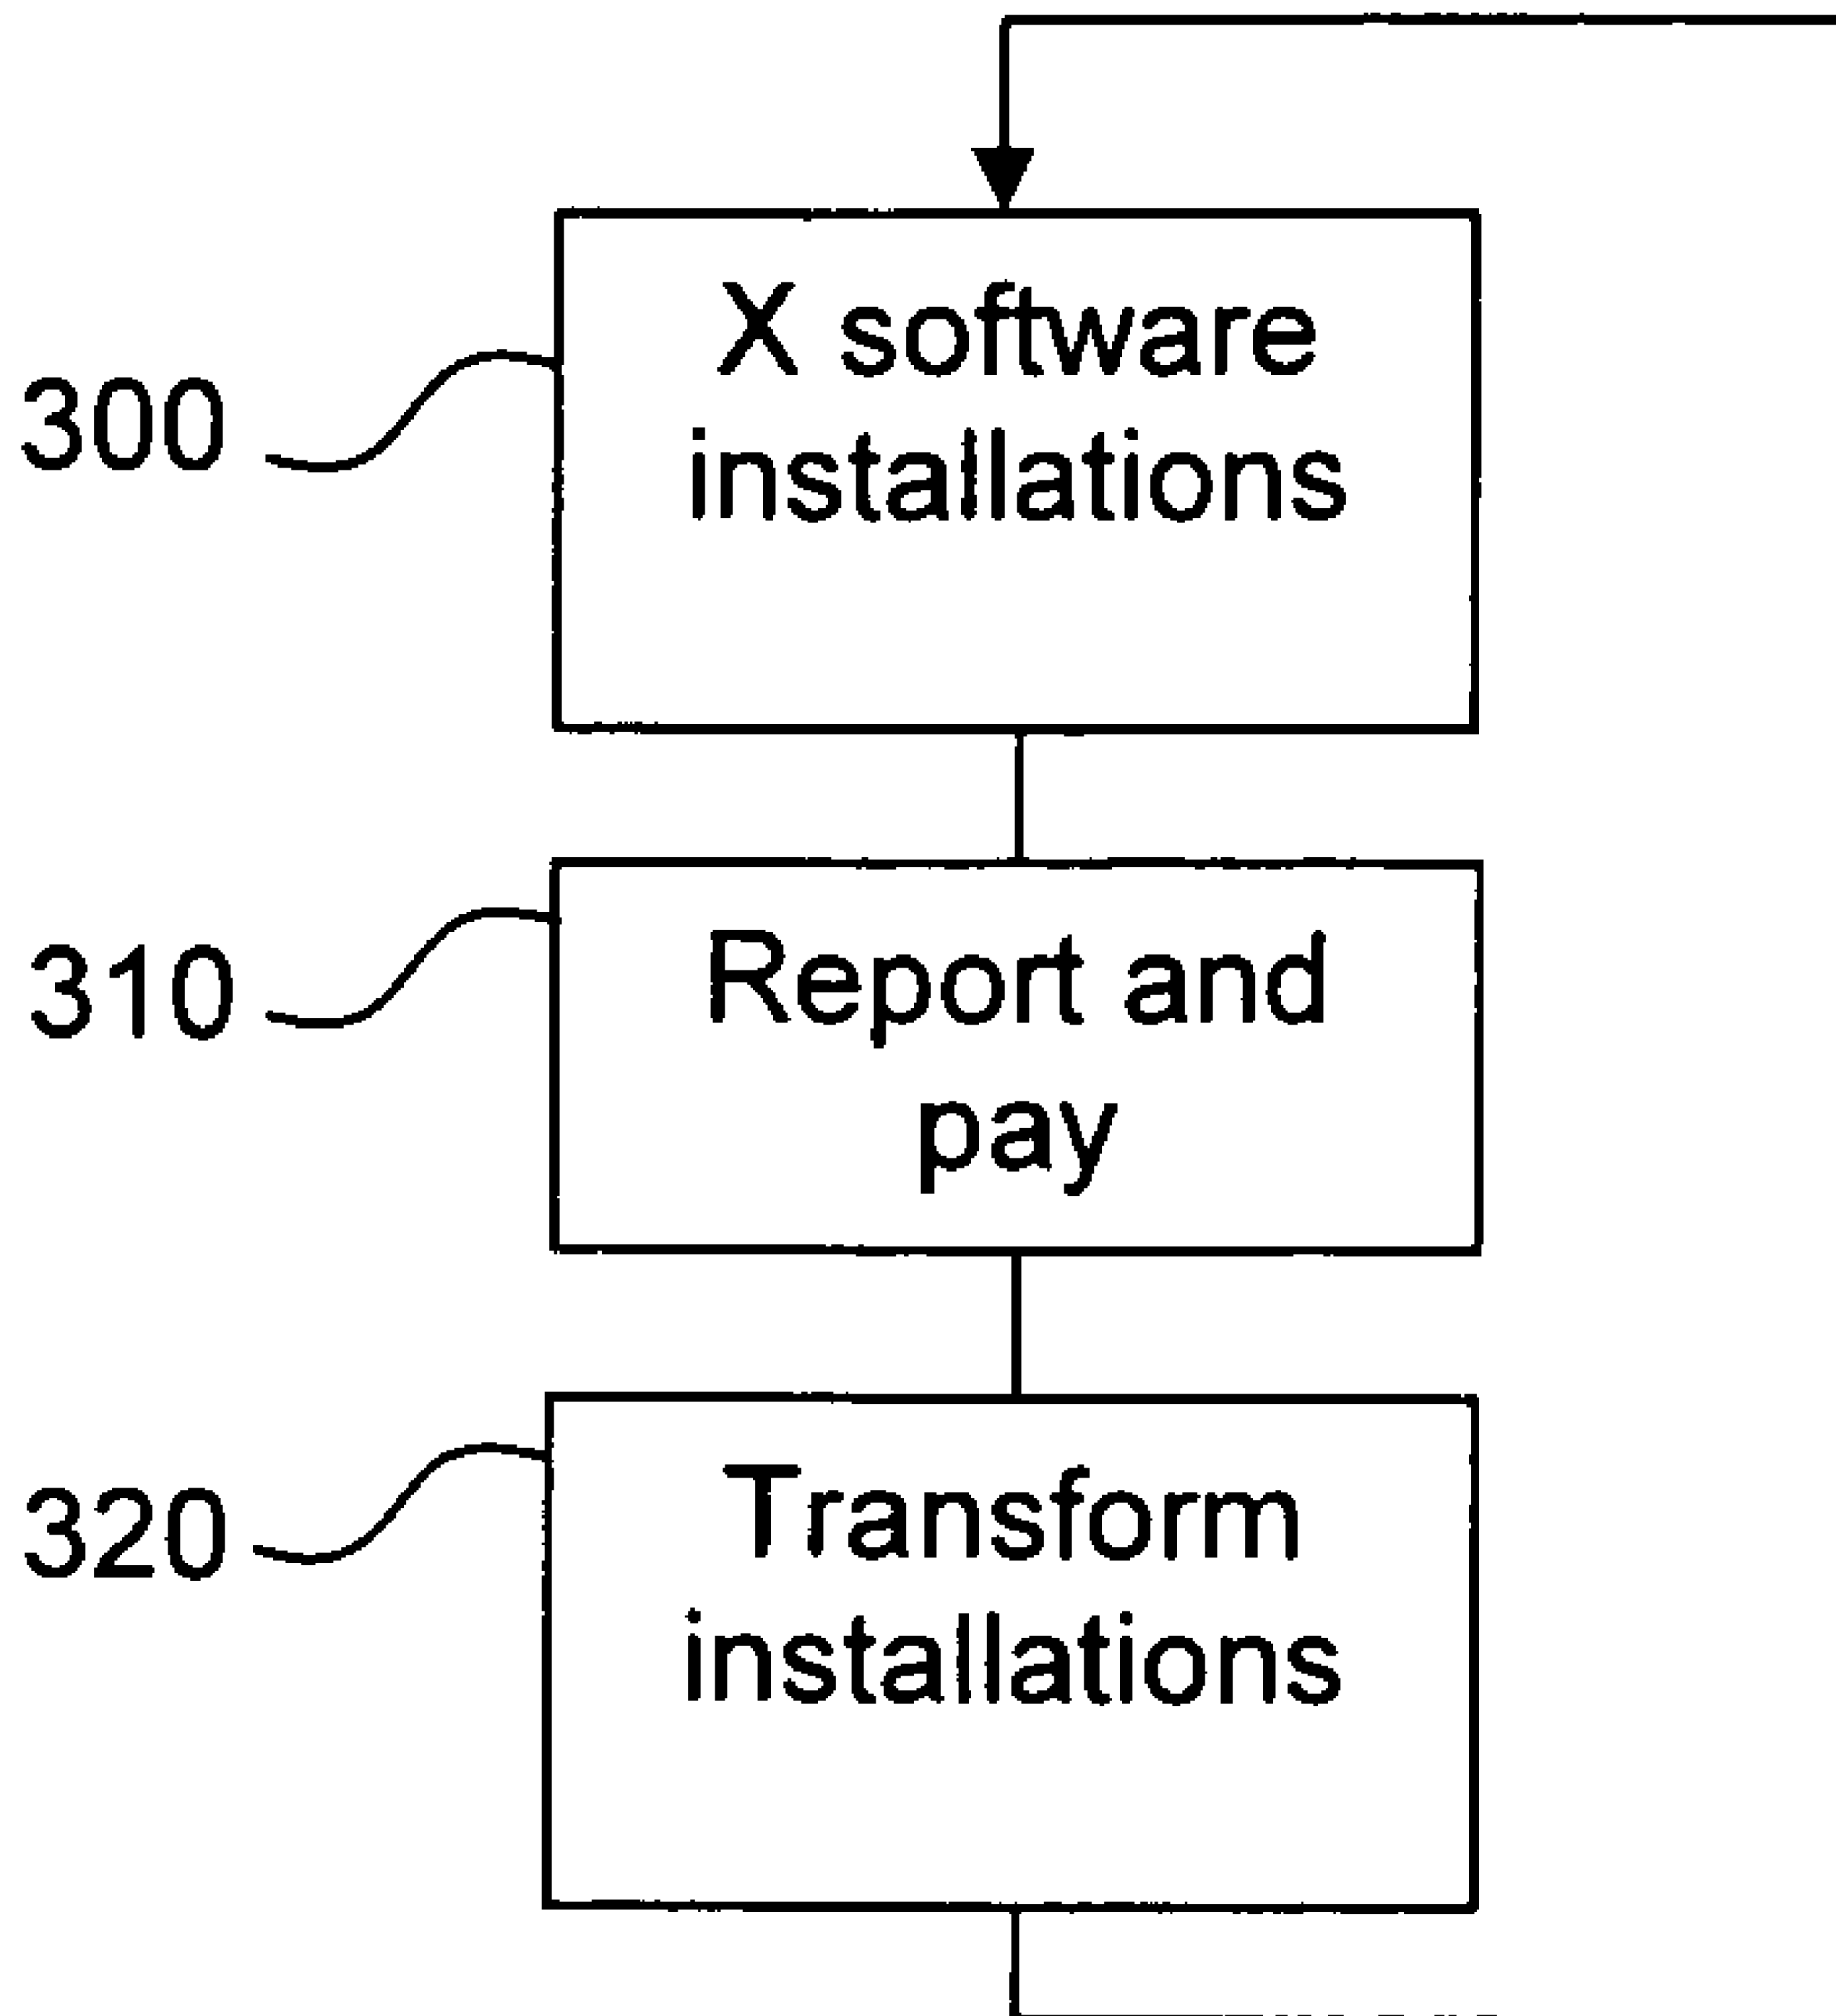 X software
installations
300
Report and
pay
310
Transform
installations
320